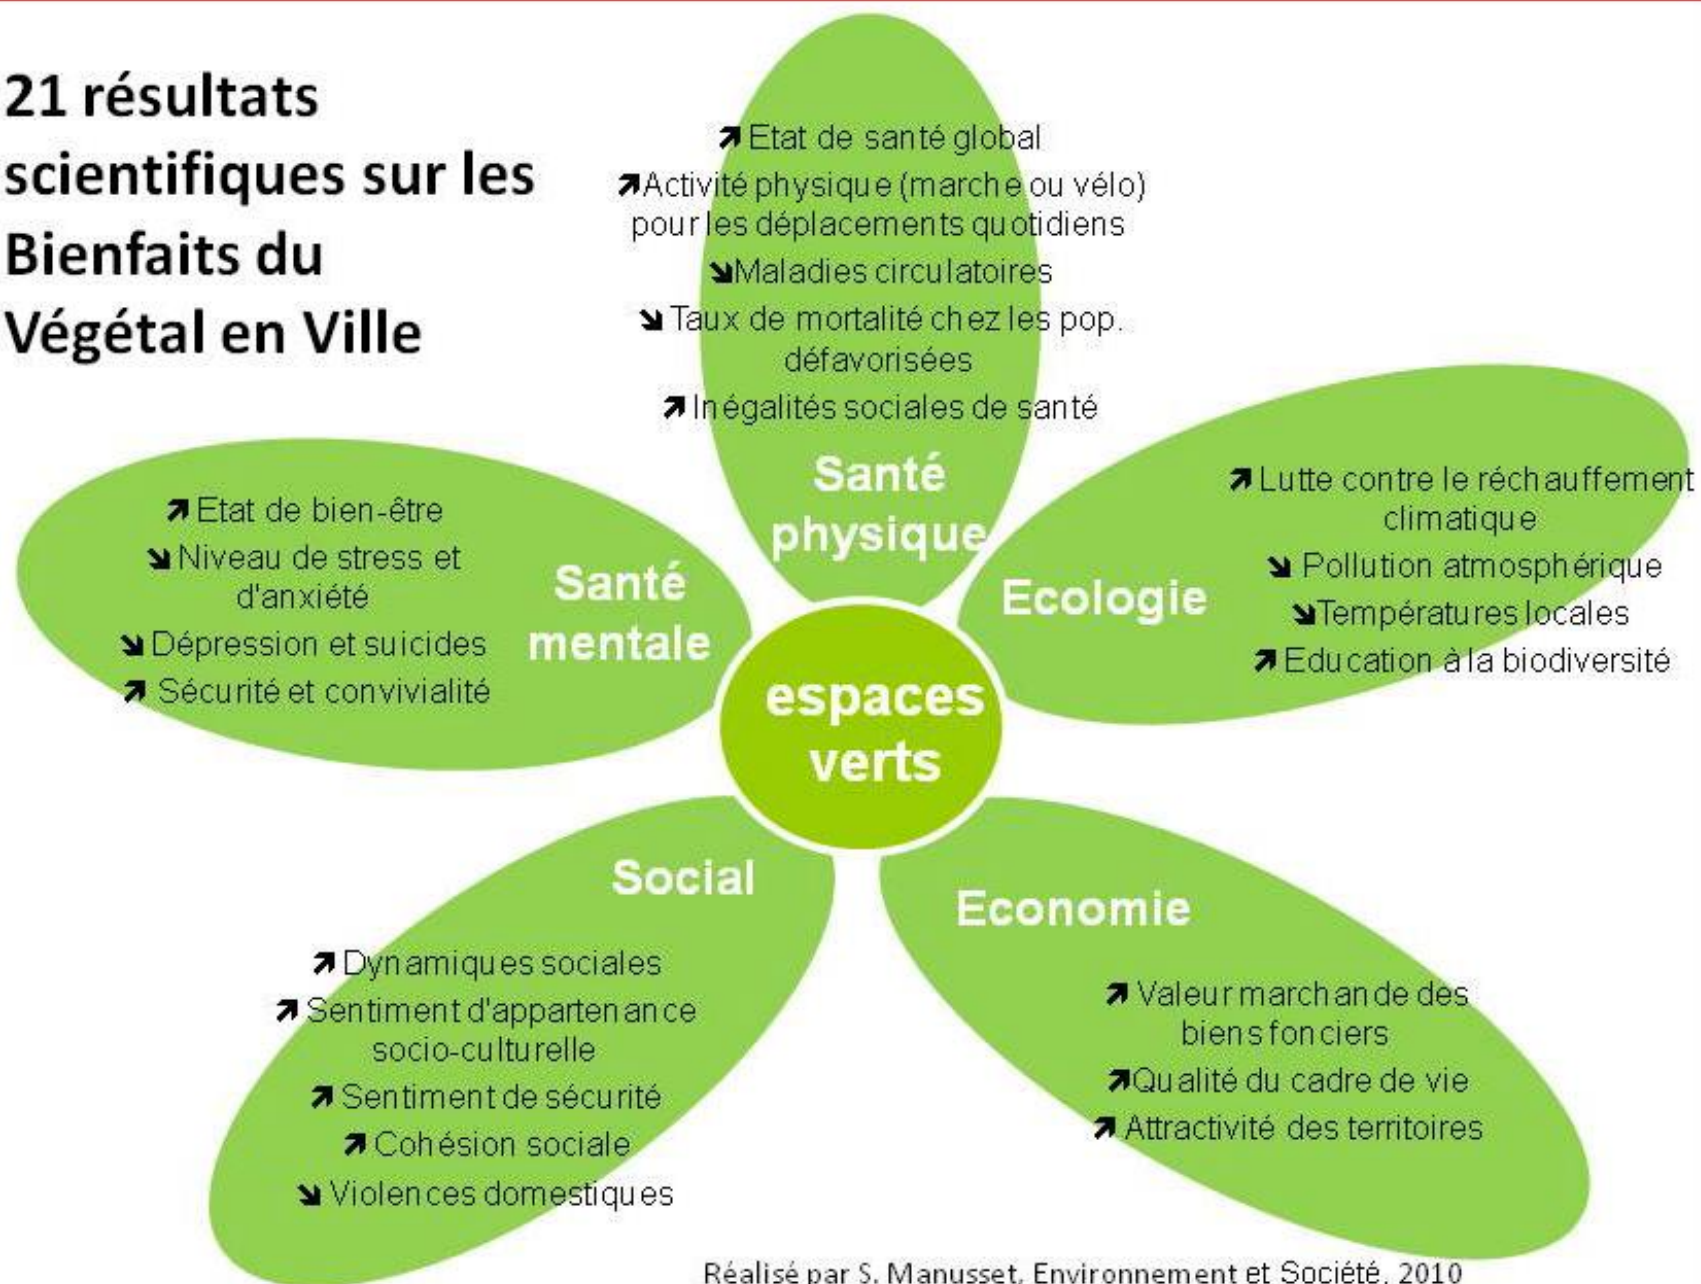 21 résultats
scientifiques sur les
Bienfaits du
Végétal en Ville
↗ Etat de santé global
↗ Activité physique (marche ou vélo)
pour les déplacements quotidiens
↘ Maladies circulatoires
↘ Taux de mortalité chez les pop.
défavorisées
↗ Inégalités sociales de santé
Santé
physique
↗ Lutte contre le réchauffement
climatique
↘ Pollution atmosphérique
↘ Températures locales
↗ Education à la biodiversité
Ecologie
↗ Etat de bien-être
↘ Niveau de stress et
d'anxiété
↘ Dépression et suicides
↗ Sécurité et convivialité
Santé
mentale
espaces
verts
Social
↗ Dynamiques sociales
↗ Sentiment d'appartenance
socio-culturelle
↗ Sentiment de sécurité
↗ Cohésion sociale
↘ Violences domestiques
Economie
↗ Valeur marchande des
biens fonciers
↗ Qualité du cadre de vie
↗ Attractivité des territoires
Réalisé par S. Manusset, Environnement et Société, 2010